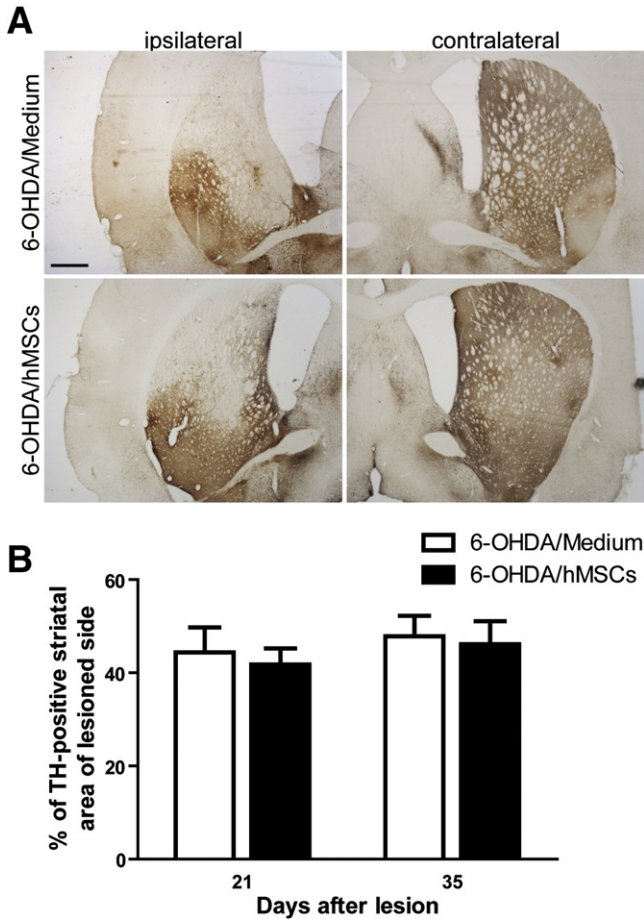 A
ipsilateral
contralateral
6-OHDA/Medium
6-OHDA/hMSCs
B
6-OHDA/Medium
6-OHDA/hMSCs
% of TH-positive striatal
area of lesioned side
60
40
20
0
21
35
Days after lesion